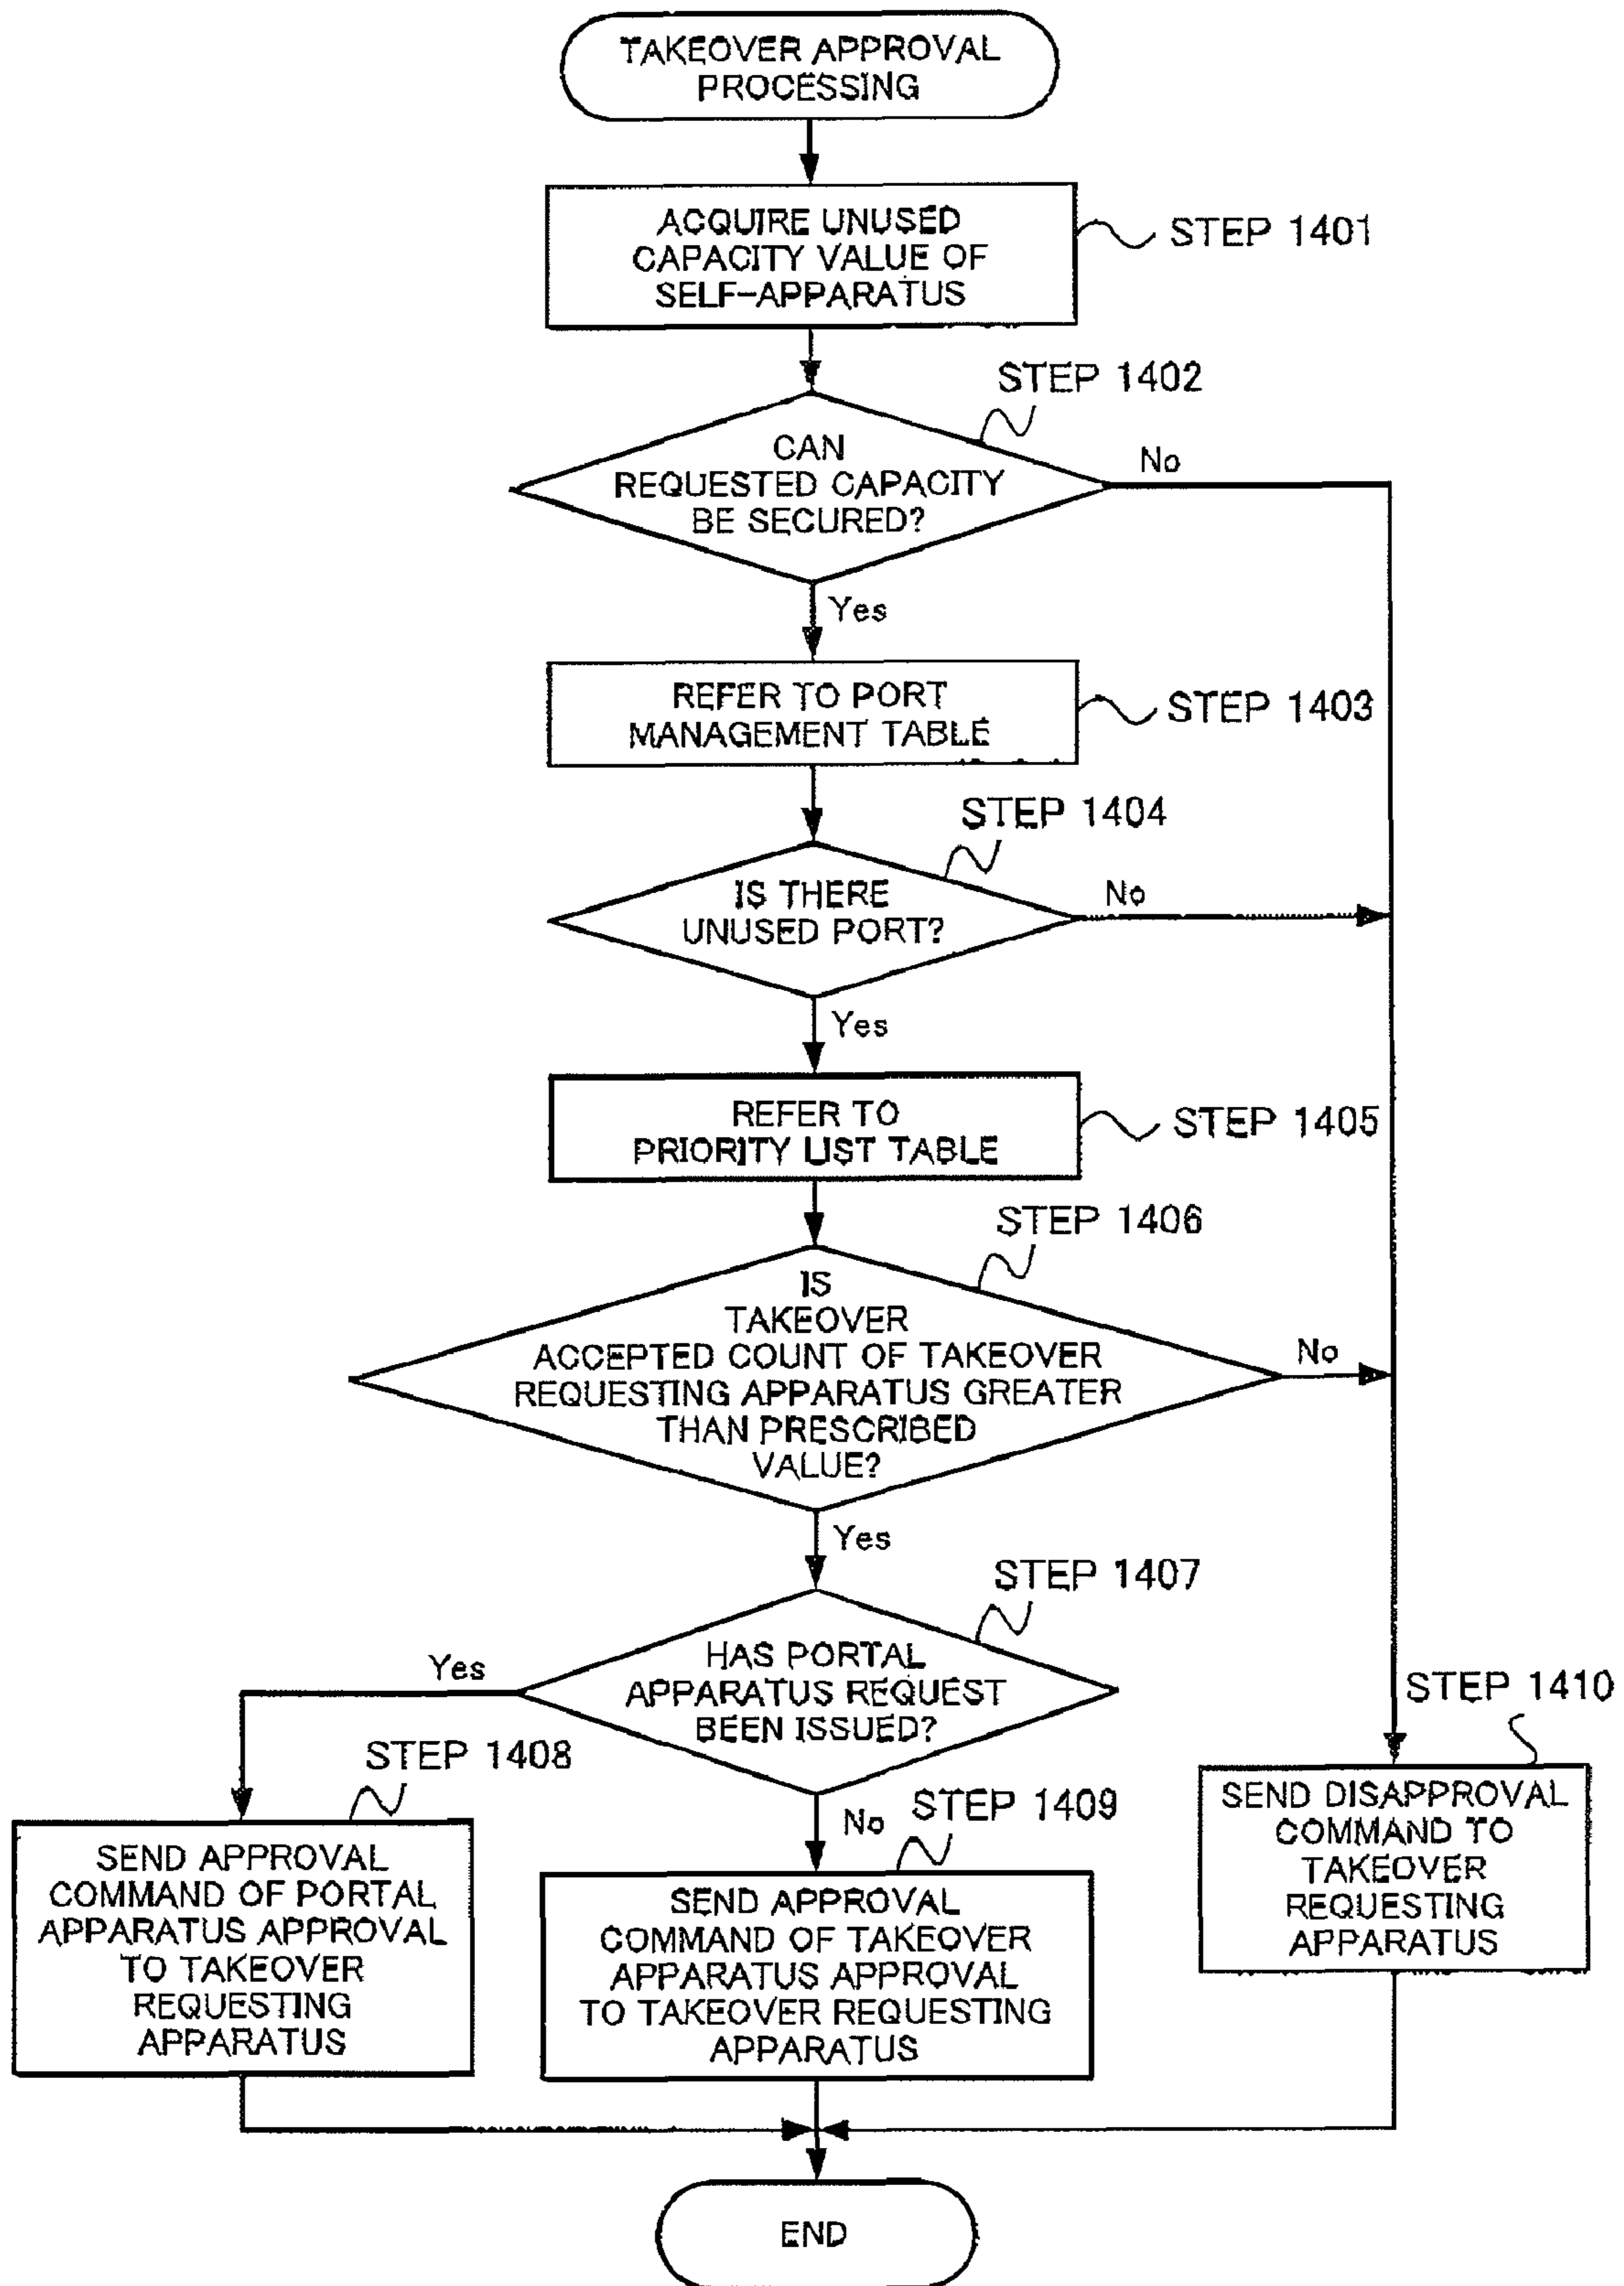 TAKEOVER APPROVAL
PROCESSING
ACQUIRE UNUSED
CAPACITY VALUE OF
SELF-APPARATUS
STEP 1401
STEP 1402
CAN
REQUESTED CAPACITY
BE SECURED?
No
Yes
REFER TO PORT
MANAGEMENT TABLE
STEP 1403
STEP 1404
IS THERE
UNUSED PORT?
No
Yes
REFER TO
PRIORITY LIST TABLE
STEP 1405
STEP 1406
IS
TAKEOVER
ACCEPTED COUNT OF TAKEOVER
REQUESTING APPARATUS GREATER
THAN PRESCRIBED
VALUE?
No
Yes
STEP 1407
HAS PORTAL
APPARATUS REQUEST
BEEN ISSUED?
Yes
No
STEP 1408
SEND APPROVAL
COMMAND OF PORTAL
APPARATUS APPROVAL
TO TAKEOVER
REQUESTING
APPARATUS
STEP 1409
SEND APPROVAL
COMMAND OF TAKEOVER
APPARATUS APPROVAL
TO TAKEOVER REQUESTING
APPARATUS
STEP 1410
SEND DISAPPROVAL
COMMAND TO
TAKEOVER
REQUESTING
APPARATUS
END